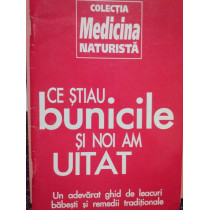 COLECȚIA
Medicina
NATURISTĂ
CE ȘTIAU
bunicile
ȘI NOI AM
UITAT
Un adevărat ghid de leacuri
băbești și remedii tradiționale